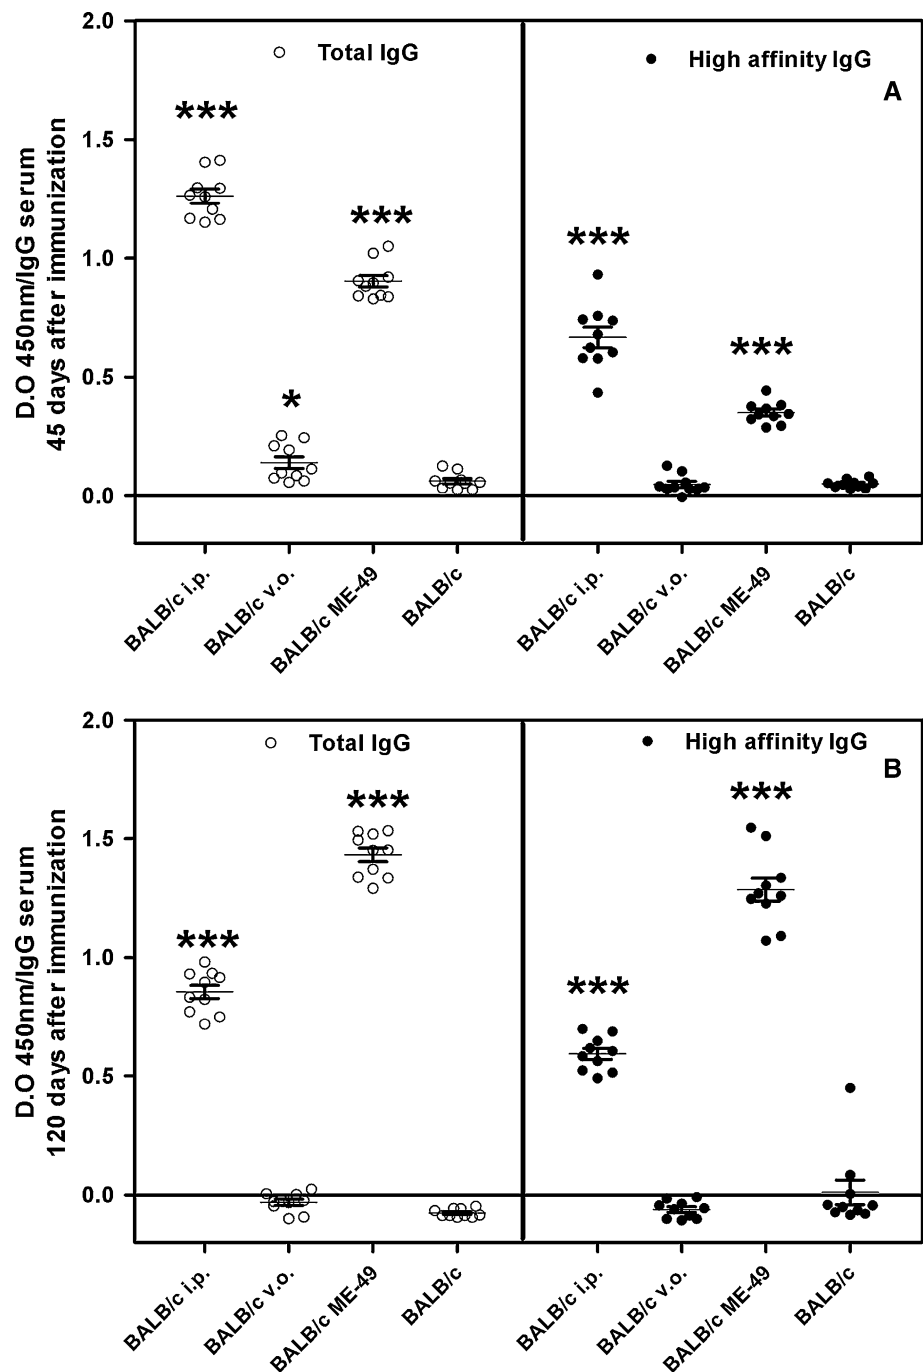 2.0
Total IgG
High affinity IgG
A
***
1.5
***
***
1.0
***
0.5
*
0.0
D.O 450nm/IgG serum
45 days after immunization
BALB/c i.p.
BALB/c v.o.
BALB/c ME-49
BALB/c
BALB/c i.p.
BALB/c v.o.
BALB/c ME-49
BALB/c
2.0
Total IgG
High affinity IgG
B
***
***
1.5
***
1.0
***
0.5
0.0
D.O 450nm/IgG serum
120 days after immunization
BALB/c i.p.
BALB/c v.o.
BALB/c ME-49
BALB/c
BALB/c i.p.
BALB/c v.o.
BALB/c ME-49
BALB/c